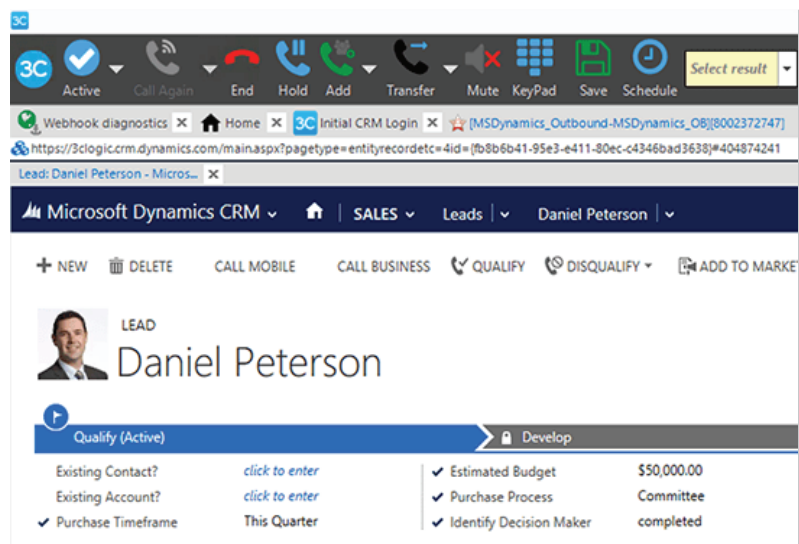 3C
3C
Active
Call Again
End
Hold
Add
Transfer
Mute
KeyPad
Save
Schedule
Select result
Webhook diagnostics
Home
3C Initial CRM Login
[MSDynamics_Outbound-MSDynamics_OB][8002372747]
https://3clogic.crm.dynamics.com/main.aspx?pagetype=entityrecordetc=4id={fb8b6b41-95e3-e411-80ec-c4346bad3638}#404874241
Lead: Daniel Peterson - Micros...
Microsoft Dynamics CRM
SALES
Leads
Daniel Peterson
NEW
DELETE
CALL MOBILE
CALL BUSINESS
QUALIFY
DISQUALIFY
ADD TO MARKE
LEAD
Daniel Peterson
Qualify (Active)
Develop
Existing Contact? click to enter
Estimated Budget $50,000.00
Existing Account? click to enter
Purchase Process Committee
Purchase Timeframe This Quarter
Identify Decision Maker completed